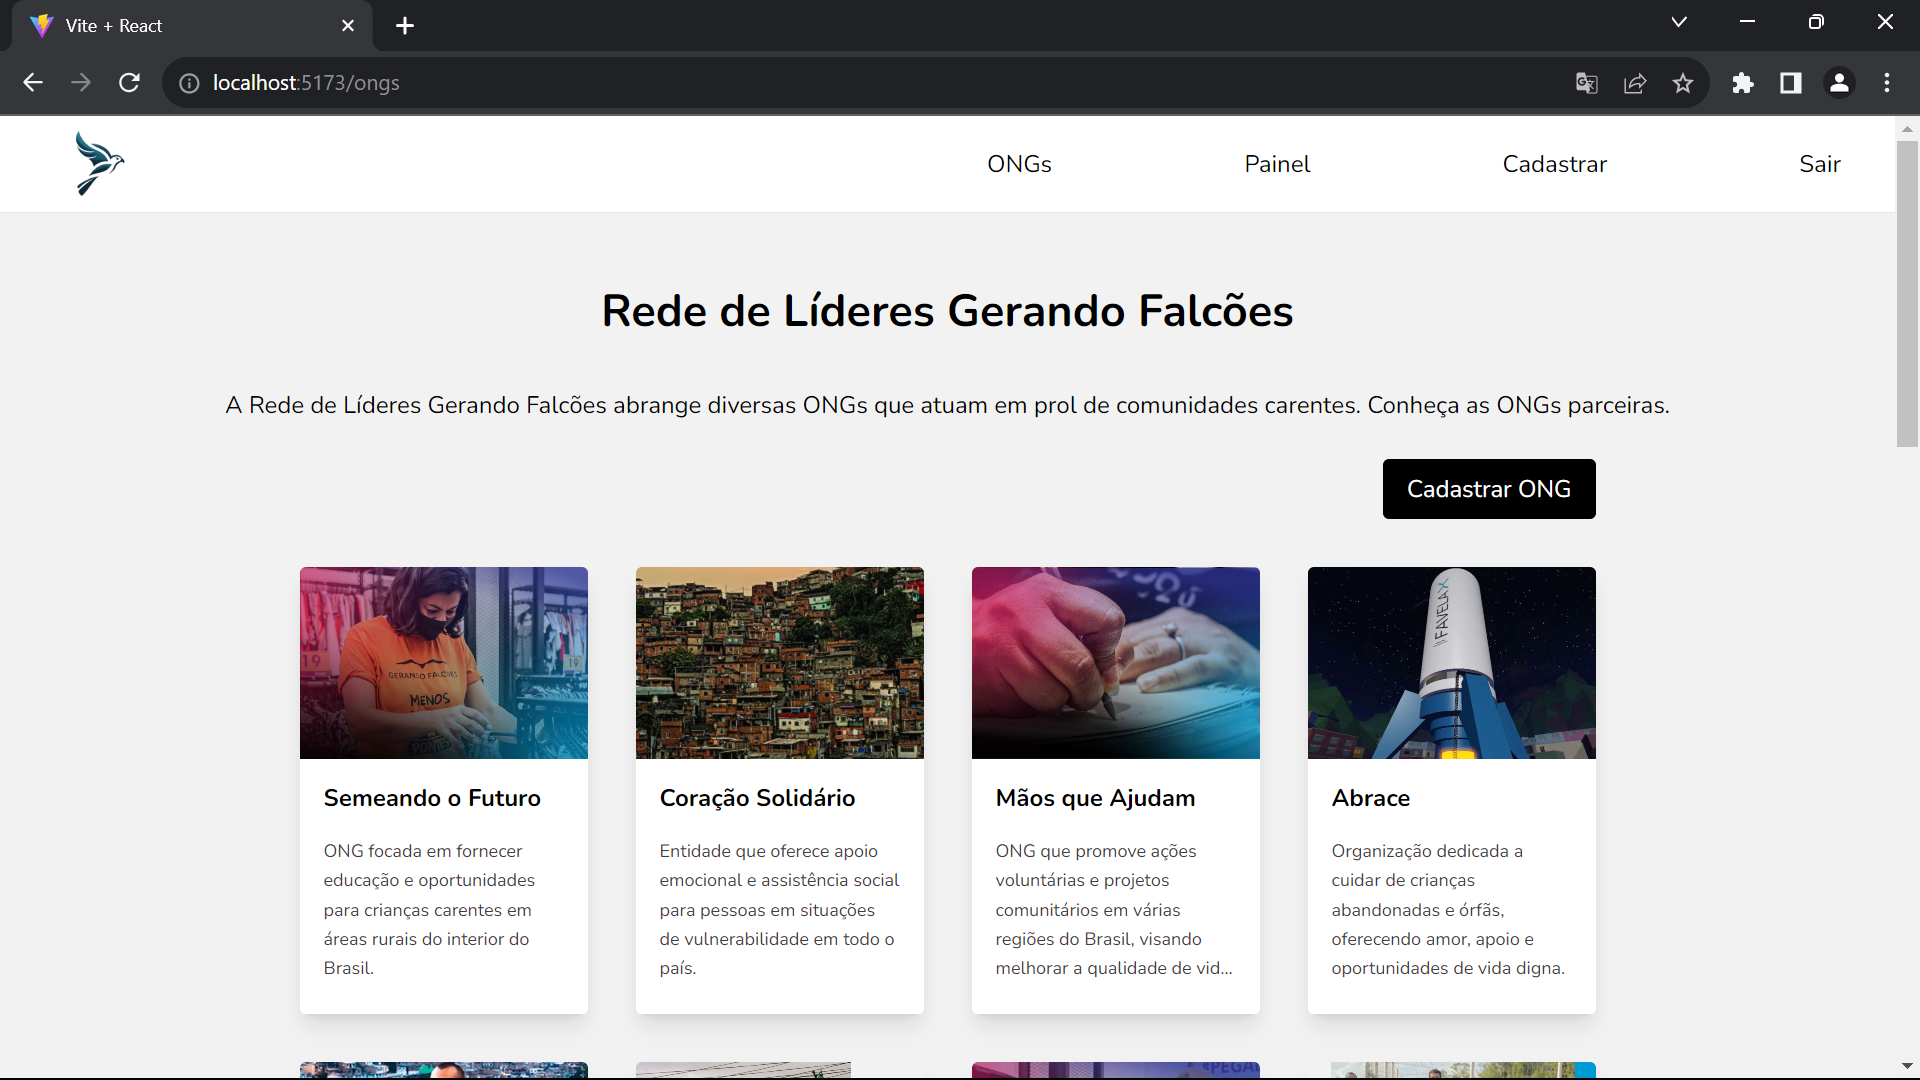 Vite + React
localhost:5173/ongs
ONGs
Painel
Cadastrar
Sair
Rede de Líderes Gerando Falcões
A Rede de Líderes Gerando Falcões abrange diversas ONGs que atuam em prol de comunidades carentes. Conheça as ONGs parceiras.
Cadastrar ONG
19
19
GERANDO FALCÕES
MENOS
PONTES
FAVELAX
Semeando o Futuro
ONG focada em fornecer
educação e oportunidades
para crianças carentes em
áreas rurais do interior do
Brasil.
Coração Solidário
Entidade que oferece apoio
emocional e assistência social
para pessoas em situações
de vulnerabilidade em todo o
país.
Mãos que Ajudam
ONG que promove ações
voluntárias e projetos
comunitários em várias
regiões do Brasil, visando
melhorar a qualidade de vid...
Abrace
Organização dedicada a
cuidar de crianças
abandonadas e órfãs,
oferecendo amor, apoio e
oportunidades de vida digna.